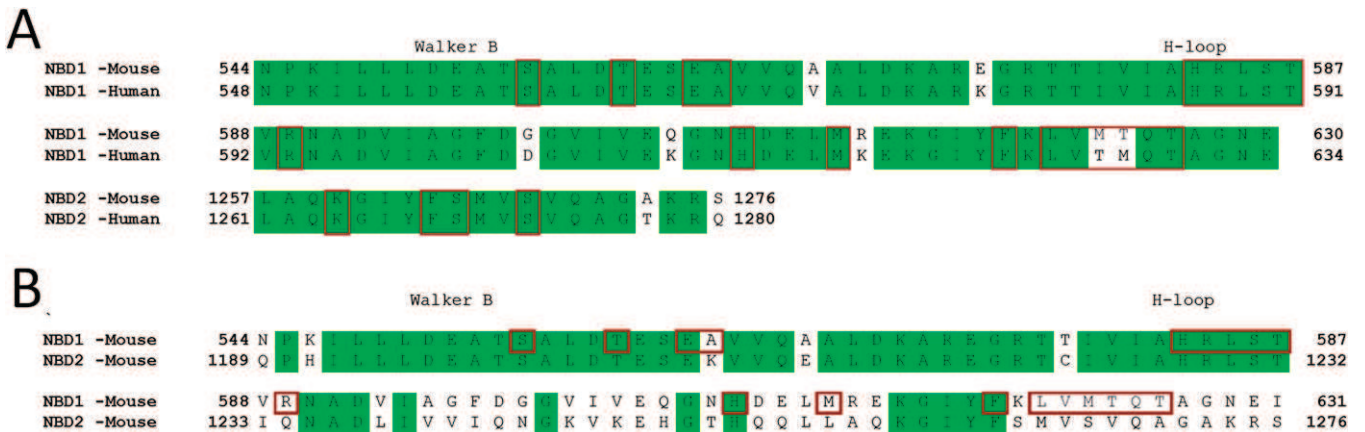 A
Walker B H-loop
NBD1 -Mouse 544 N P K I L L L D E A T S A L D T E S E A V V Q A A L D K A R E G R T T I V I A H R L S T 587
NBD1 -Human 548 N P K I L L L D E A T S A L D T E S E A V V Q V A L D K A R K G R T T I V I A H R L S T 591
NBD1 -Mouse 588 V R N A D V I A G F D G G V I V E Q G N H D E L M R E K G I Y F K L V M T Q T A G N E 630
NBD1 -Human 592 V R N A D V I A G F D D G V I V E K G N H D E L M K E K G I Y F K L V T M Q T A G N E 634
NBD2 -Mouse 1257 L A Q K G I Y F S M V S V Q A G A K R S 1276
NBD2 -Human 1261 L A Q K G I Y F S M V S V Q A G T K R Q 1280
B
Walker B H-loop
NBD1 -Mouse 544 N P K I L L L D E A T S A L D T E S E A V V Q A A L D K A R E G R T T I V I A H R L S T 587
NBD2 -Mouse 1189 Q P H I L L L D E A T S A L D T E S E K V V Q E A L D K A R E G R T C I V I A H R L S T 1232
NBD1 -Mouse 588 V R N A D V I A G F D G G V I V E Q G N H D E L M R E K G I Y F K L V M T Q T A G N E I 631
NBD2 -Mouse 1233 I Q N A D L I V V I Q N G K V K E H G T H Q Q L L A Q K G I Y F S M V S V Q A G A K R S 1276